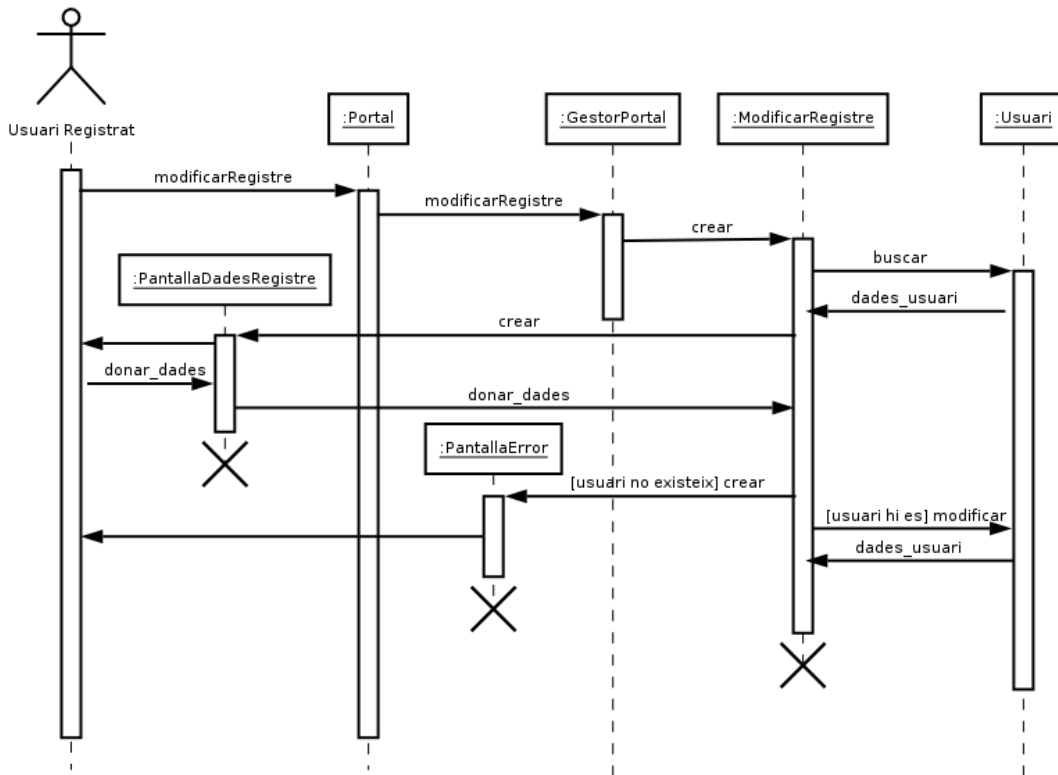 Usuari Registrat
:Portal
:GestorPortal
:ModificarRegistre
:Usuari
modificarRegistre
modificarRegistre
crear
buscar
:PantallaDadesRegistre
dades_usuari
crear
donar_dades
donar_dades
:PantallaError
[usuari no existeix] crear
[usuari hi es] modificar
dades_usuari